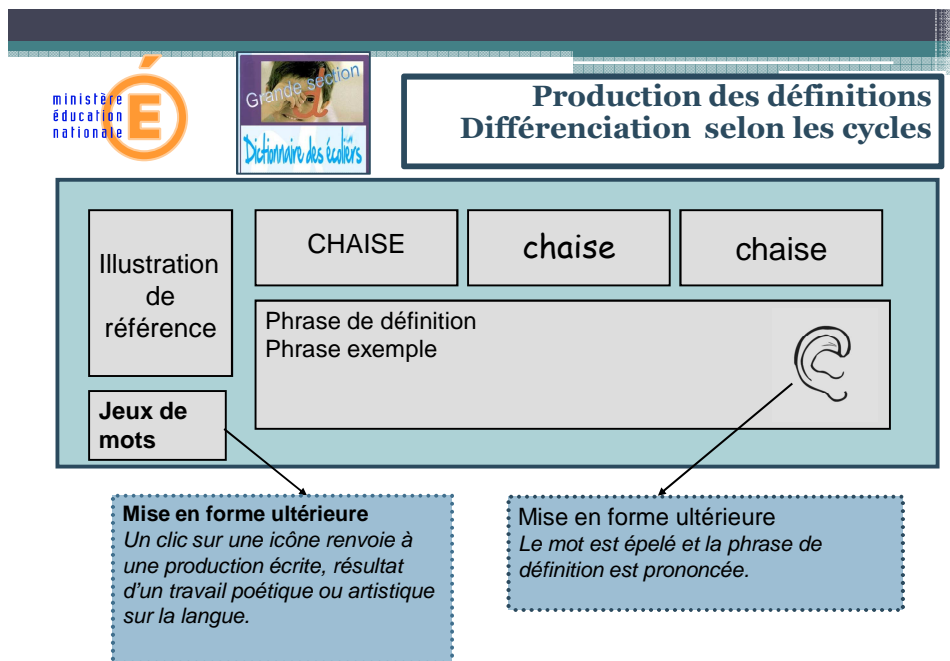 ministère
éducation
nationale
É
Grande section
Dictionnaire des écoliers
Production des définitions
Différenciation selon les cycles
Illustration
de
référence
CHAISE
chaise
chaise
Phrase de définition
Phrase exemple
Jeux de
mots
Mise en forme ultérieure
Un clic sur une icône renvoie à
une production écrite, résultat
d'un travail poétique ou artistique
sur la langue.
Mise en forme ultérieure
Le mot est épelé et la phrase de
définition est prononcée.